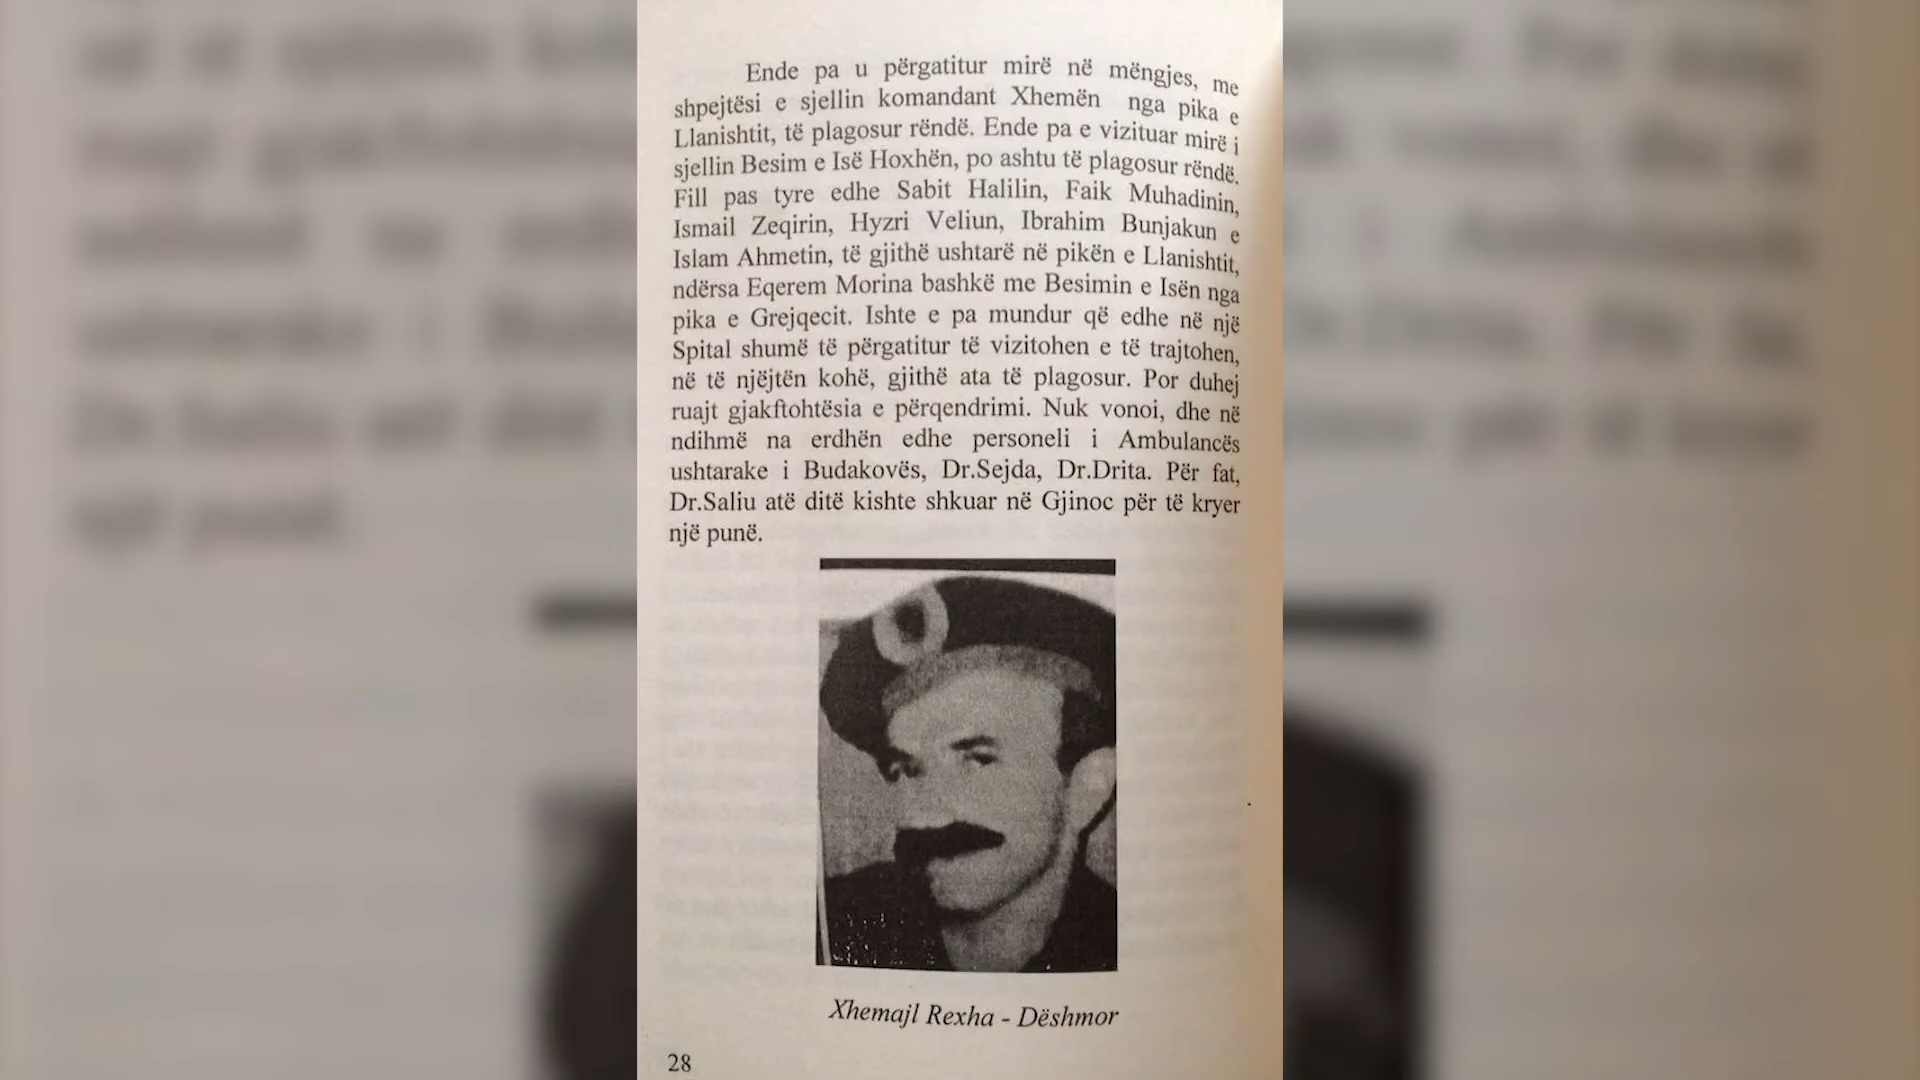 Ende pa u përgatitur mirë në mëngjes, me
shpejtësi e sjellin komandant Xhemën nga pika e
Llanishtit, të plagosur rëndë. Ende pa e vizituar mirë i
sjellin Besim e Isë Hoxhën, po ashtu të plagosur rëndë.
Fill pas tyre edhe Sabit Halilin, Faik Muhadinin,
Ismail Zeqirin, Hyzri Veliun, Ibrahim Bunjakun e
Islam Ahmetin, të gjithë ushtarë në pikën e Llanishtit,
ndërsa Eqerem Morina bashkë me Besimin e Isën nga
pika e Grejqecit. Ishte e pa mundur që edhe në një
Spital shumë të përgatitur të vizitohen e të trajtohen,
në të njëjtën kohë, gjithë ata të plagosur. Por duhej
ruajt gjakftohtësia e përqendrimi. Nuk vonoi, dhe në
ndihmë na erdhën edhe personeli i Ambulancës
ushtarake i Budakovës, Dr.Sejda, Dr.Drita. Për fat,
Dr.Saliu atë ditë kishte shkuar në Gjinoc për të kryer
një punë.
Xhemajl Rexha - Dëshmor
28